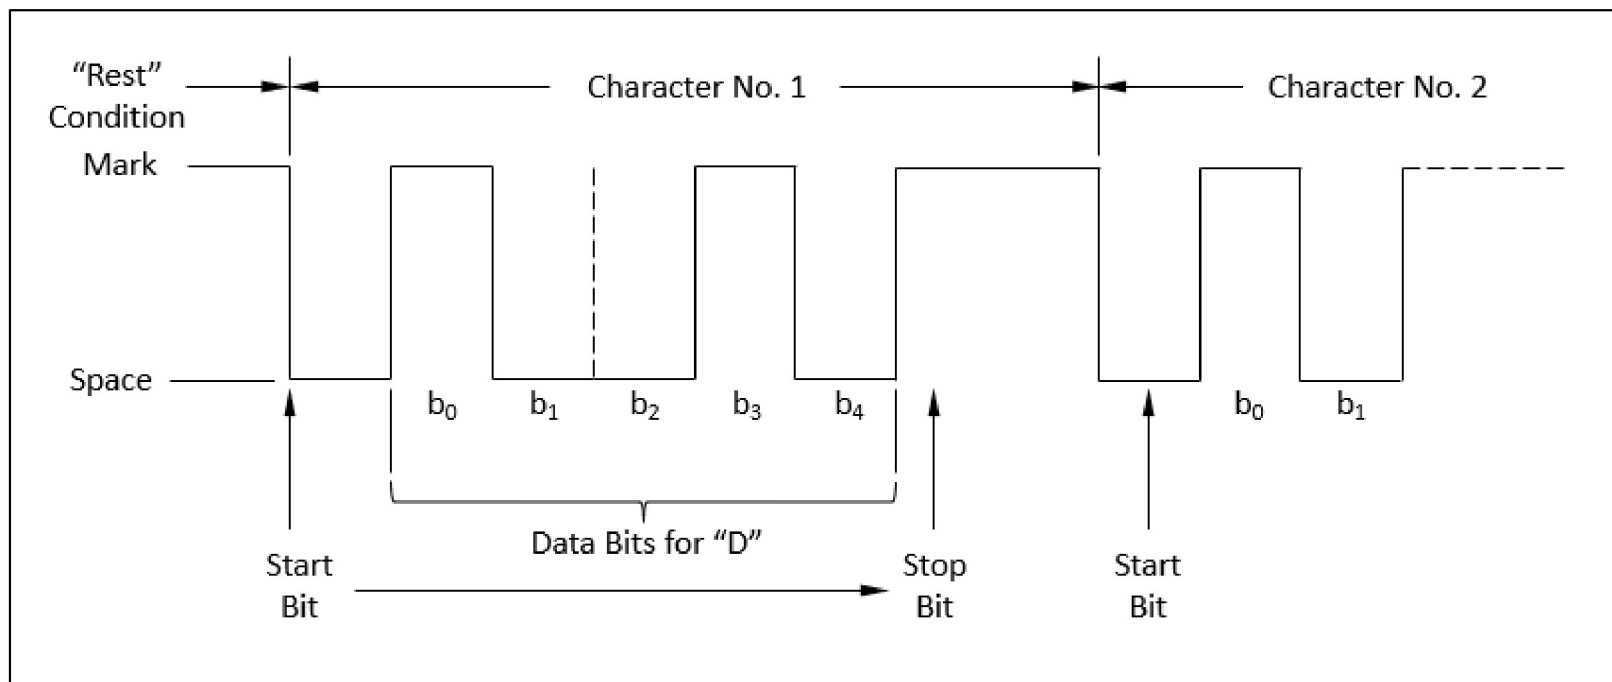 “Rest”
Condition
Character No. 1
Character No. 2
Mark
Space
b₀ b₁ b₂ b₃ b₄ b₀ b₁
Data Bits for “D”
Start
Bit
Stop
Bit
Start
Bit